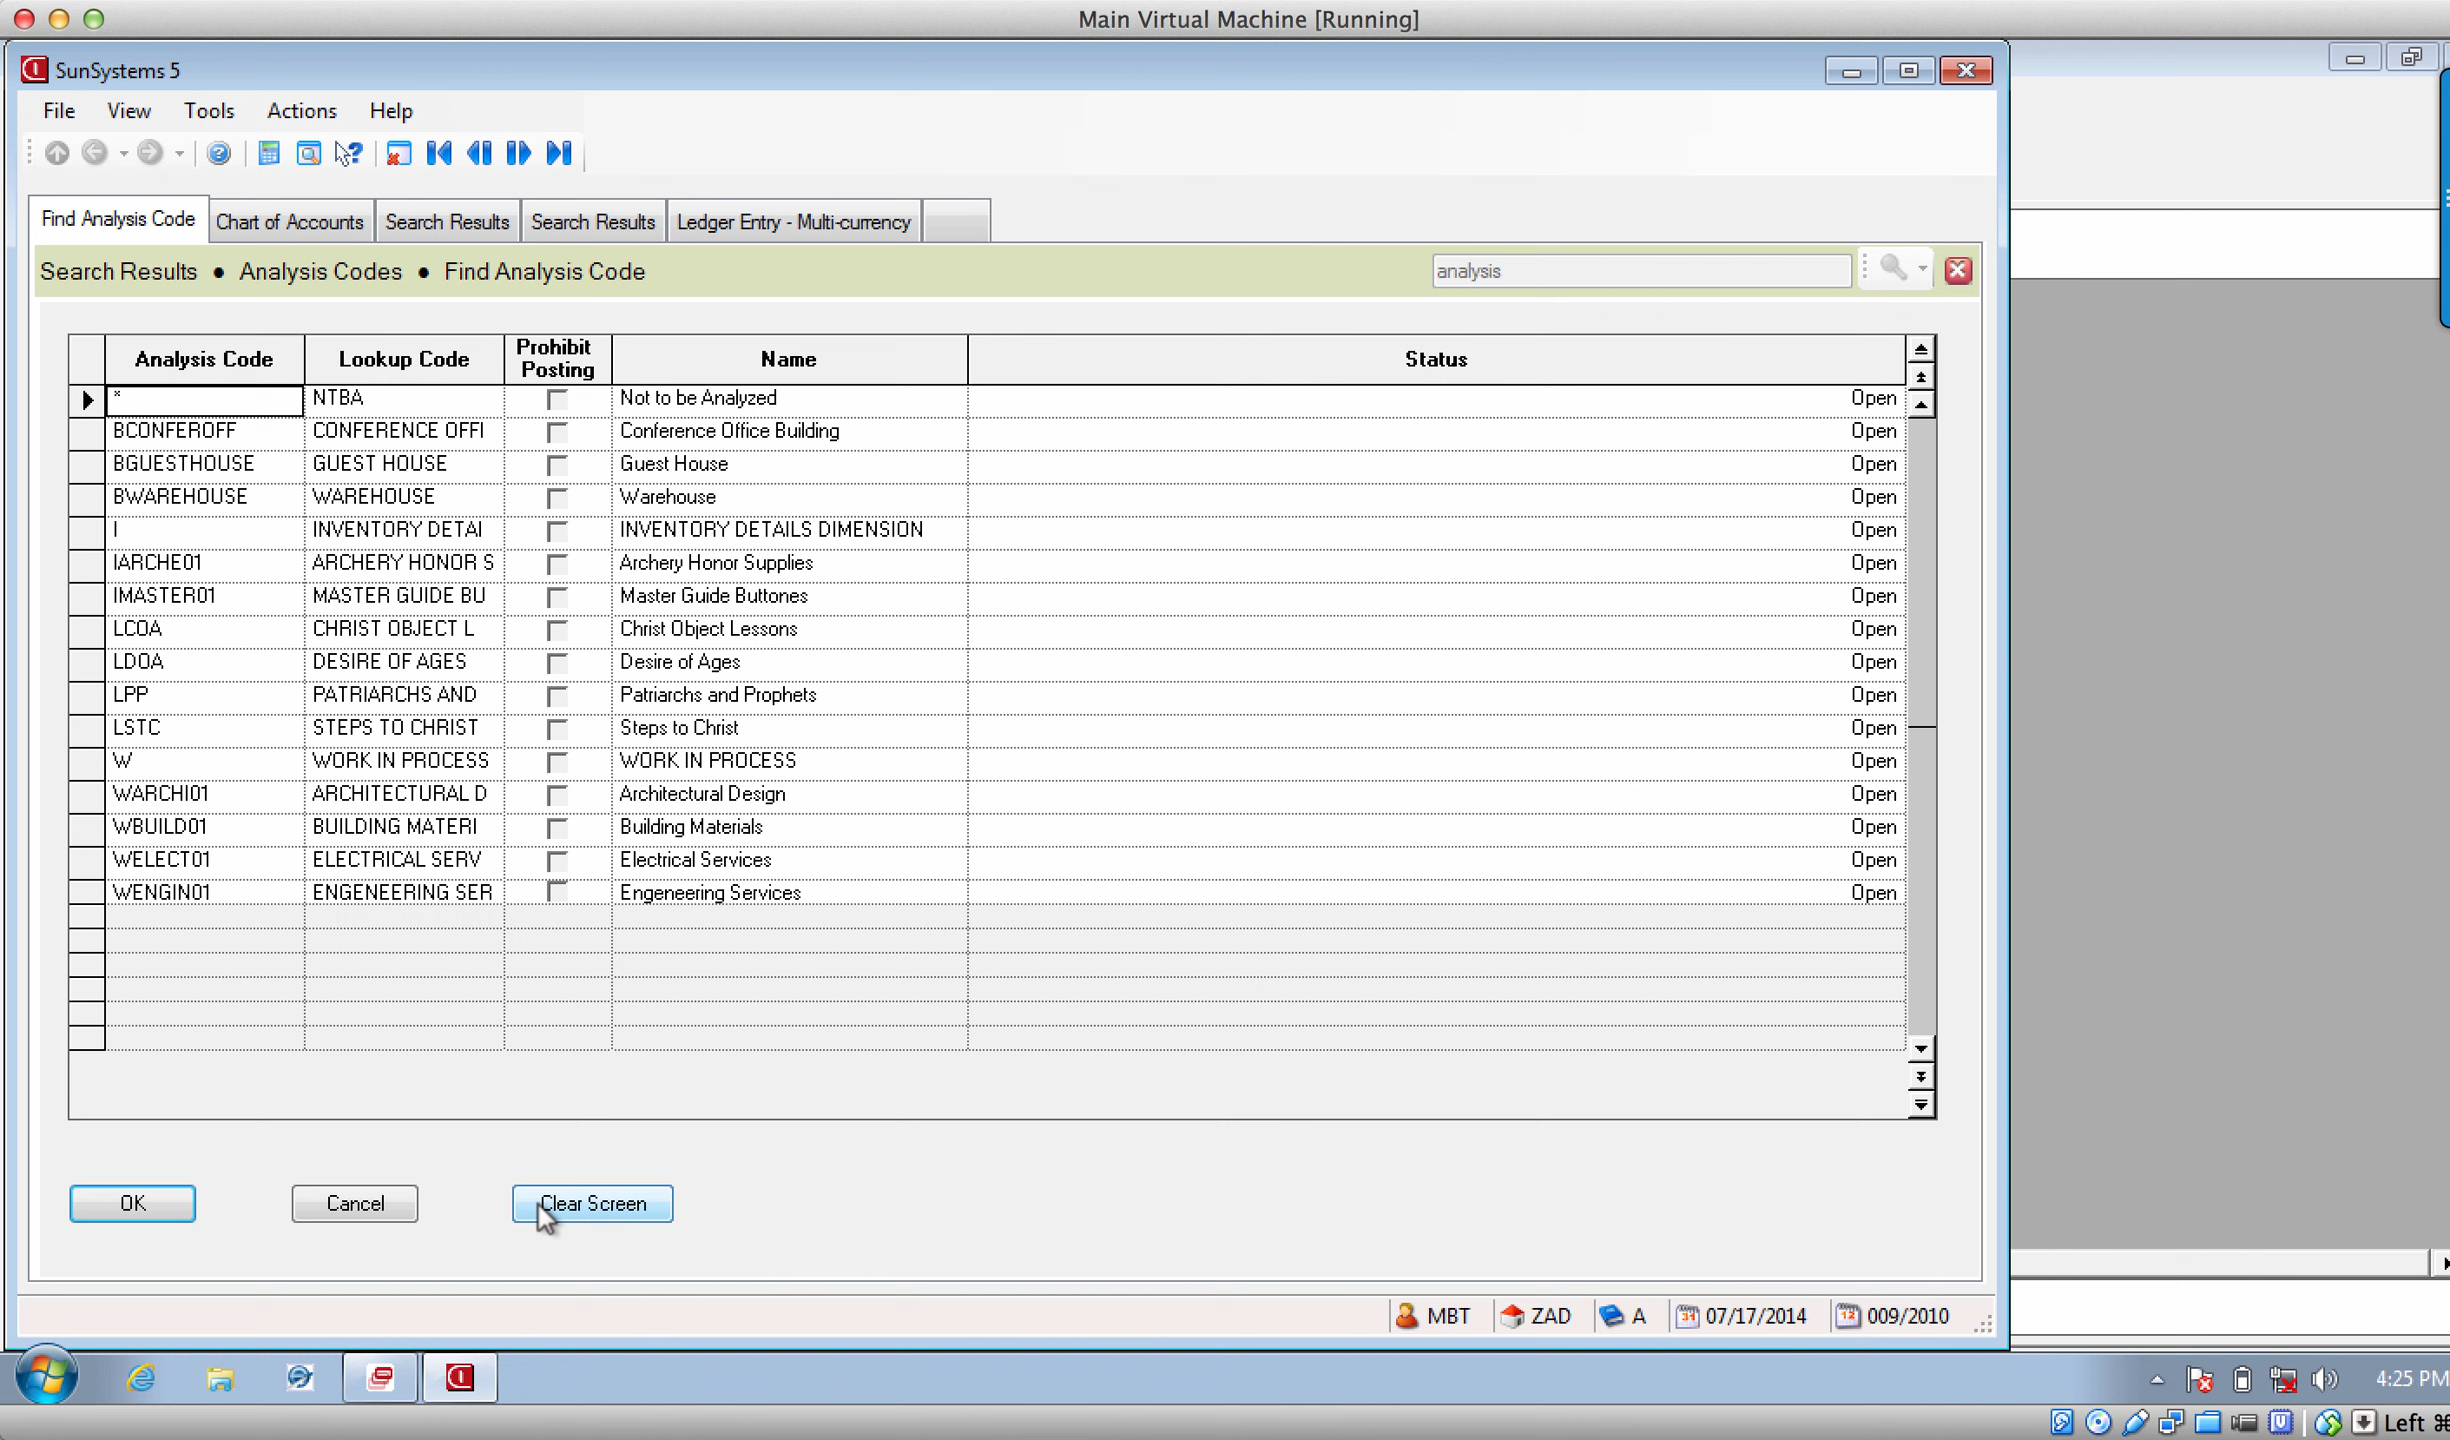 Main Virtual Machine [Running]
SunSystems 5
File View Tools Actions Help
Find Analysis Code Chart of Accounts Search Results Search Results Ledger Entry - Multi-currency
Search Results • Analysis Codes • Find Analysis Code analysis
Analysis Code Lookup Code Prohibit Posting Name Status
* NTBA Not to be Analyzed Open
BCONFEROFF CONFERENCE OFFI Conference Office Building Open
BGUESTHOUSE GUEST HOUSE Guest House Open
BWAREHOUSE WAREHOUSE Warehouse Open
I INVENTORY DETAI INVENTORY DETAILS DIMENSION Open
IARCHE01 ARCHERY HONOR S Archery Honor Supplies Open
IMASTER01 MASTER GUIDE BU Master Guide Buttones Open
LCOA CHRIST OBJECT L Christ Object Lessons Open
LDOA DESIRE OF AGES Desire of Ages Open
LPP PATRIARCHS AND Patriarchs and Prophets Open
LSTC STEPS TO CHRIST Steps to Christ Open
W WORK IN PROCESS WORK IN PROCESS Open
WARCHI01 ARCHITECTURAL D Architectural Design Open
WBUILD01 BUILDING MATERI Building Materials Open
WELECT01 ELECTRICAL SERV Electrical Services Open
WENGIN01 ENGENEERING SER Engeneering Services Open
OK Cancel Clear Screen
MBT ZAD A 07/17/2014 009/2010
4:25 PM
Left ⌘